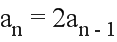 aₙ = 2aₙ₋₁